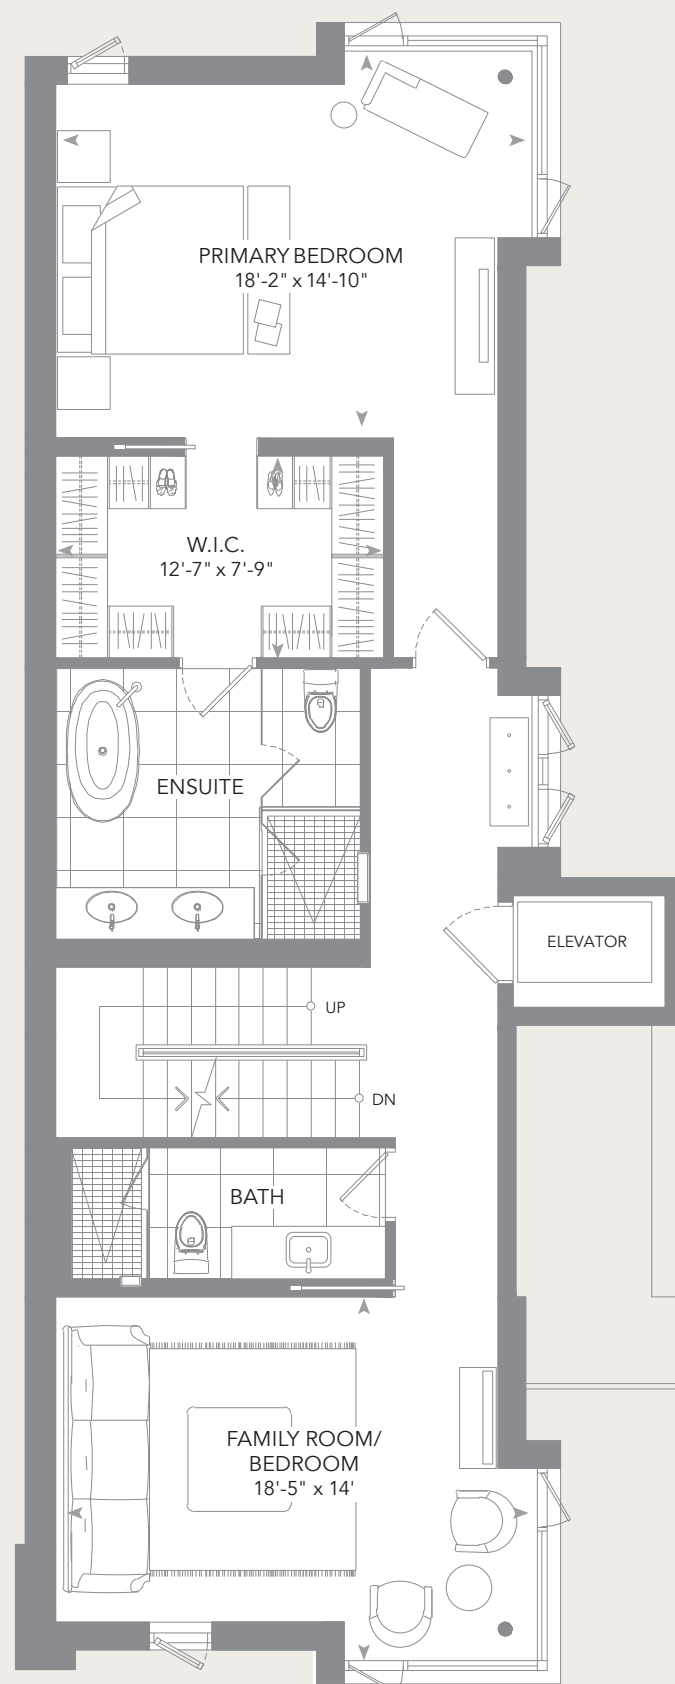 PRIMARY BEDROOM
18'-2" x 14'-10"
W.I.C.
12'-7" x 7'-9"
ENSUITE
ELEVATOR
UP
DN
BATH
FAMILY ROOM/
BEDROOM
18'-5" x 14'